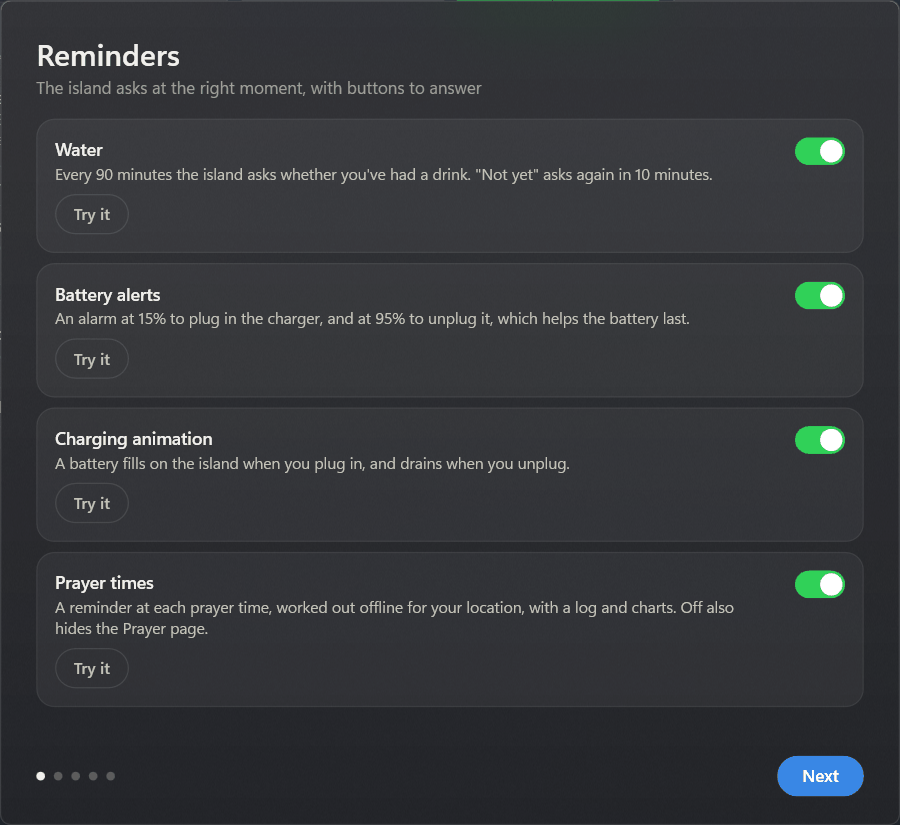 Reminders
The island asks at the right moment, with buttons to answer
Water
Every 90 minutes the island asks whether you've had a drink. "Not yet" asks again in 10 minutes.
Try it
Battery alerts
An alarm at 15% to plug in the charger, and at 95% to unplug it, which helps the battery last.
Try it
Charging animation
A battery fills on the island when you plug in, and drains when you unplug.
Try it
Prayer times
A reminder at each prayer time, worked out offline for your location, with a log and charts. Off also
hides the Prayer page.
Try it
Next